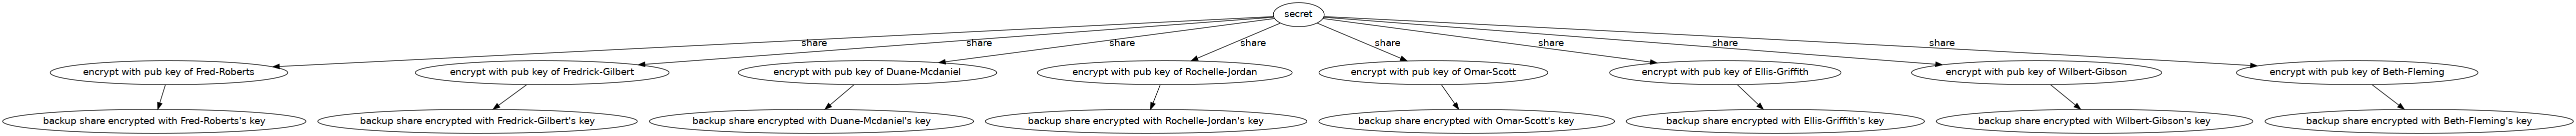 secret
share
share
share
share
share
share
share
share
encrypt with pub key of Fred-Roberts
encrypt with pub key of Fredrick-Gilbert
encrypt with pub key of Duane-Mcdaniel
encrypt with pub key of Rochelle-Jordan
encrypt with pub key of Omar-Scott
encrypt with pub key of Ellis-Griffith
encrypt with pub key of Wilbert-Gibson
encrypt with pub key of Beth-Fleming
backup share encrypted with Fred-Roberts's key
backup share encrypted with Fredrick-Gilbert's key
backup share encrypted with Duane-Mcdaniel's key
backup share encrypted with Rochelle-Jordan's key
backup share encrypted with Omar-Scott's key
backup share encrypted with Ellis-Griffith's key
backup share encrypted with Wilbert-Gibson's key
backup share encrypted with Beth-Fleming's key